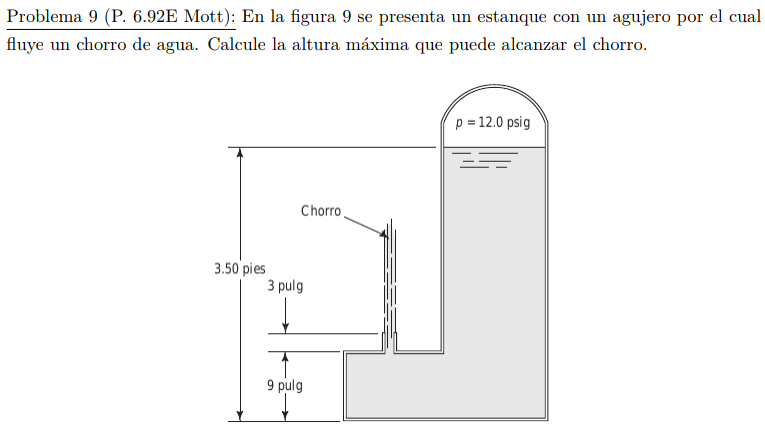 Problema 9 (P. 6.92E Mott): En la figura 9 se presenta un estanque con un agujero por el cual
fluye un chorro de agua. Calcule la altura máxima que puede alcanzar el chorro.
p = 12.0 psig
Chorro
3.50 pies
3 pulg
9 pulg